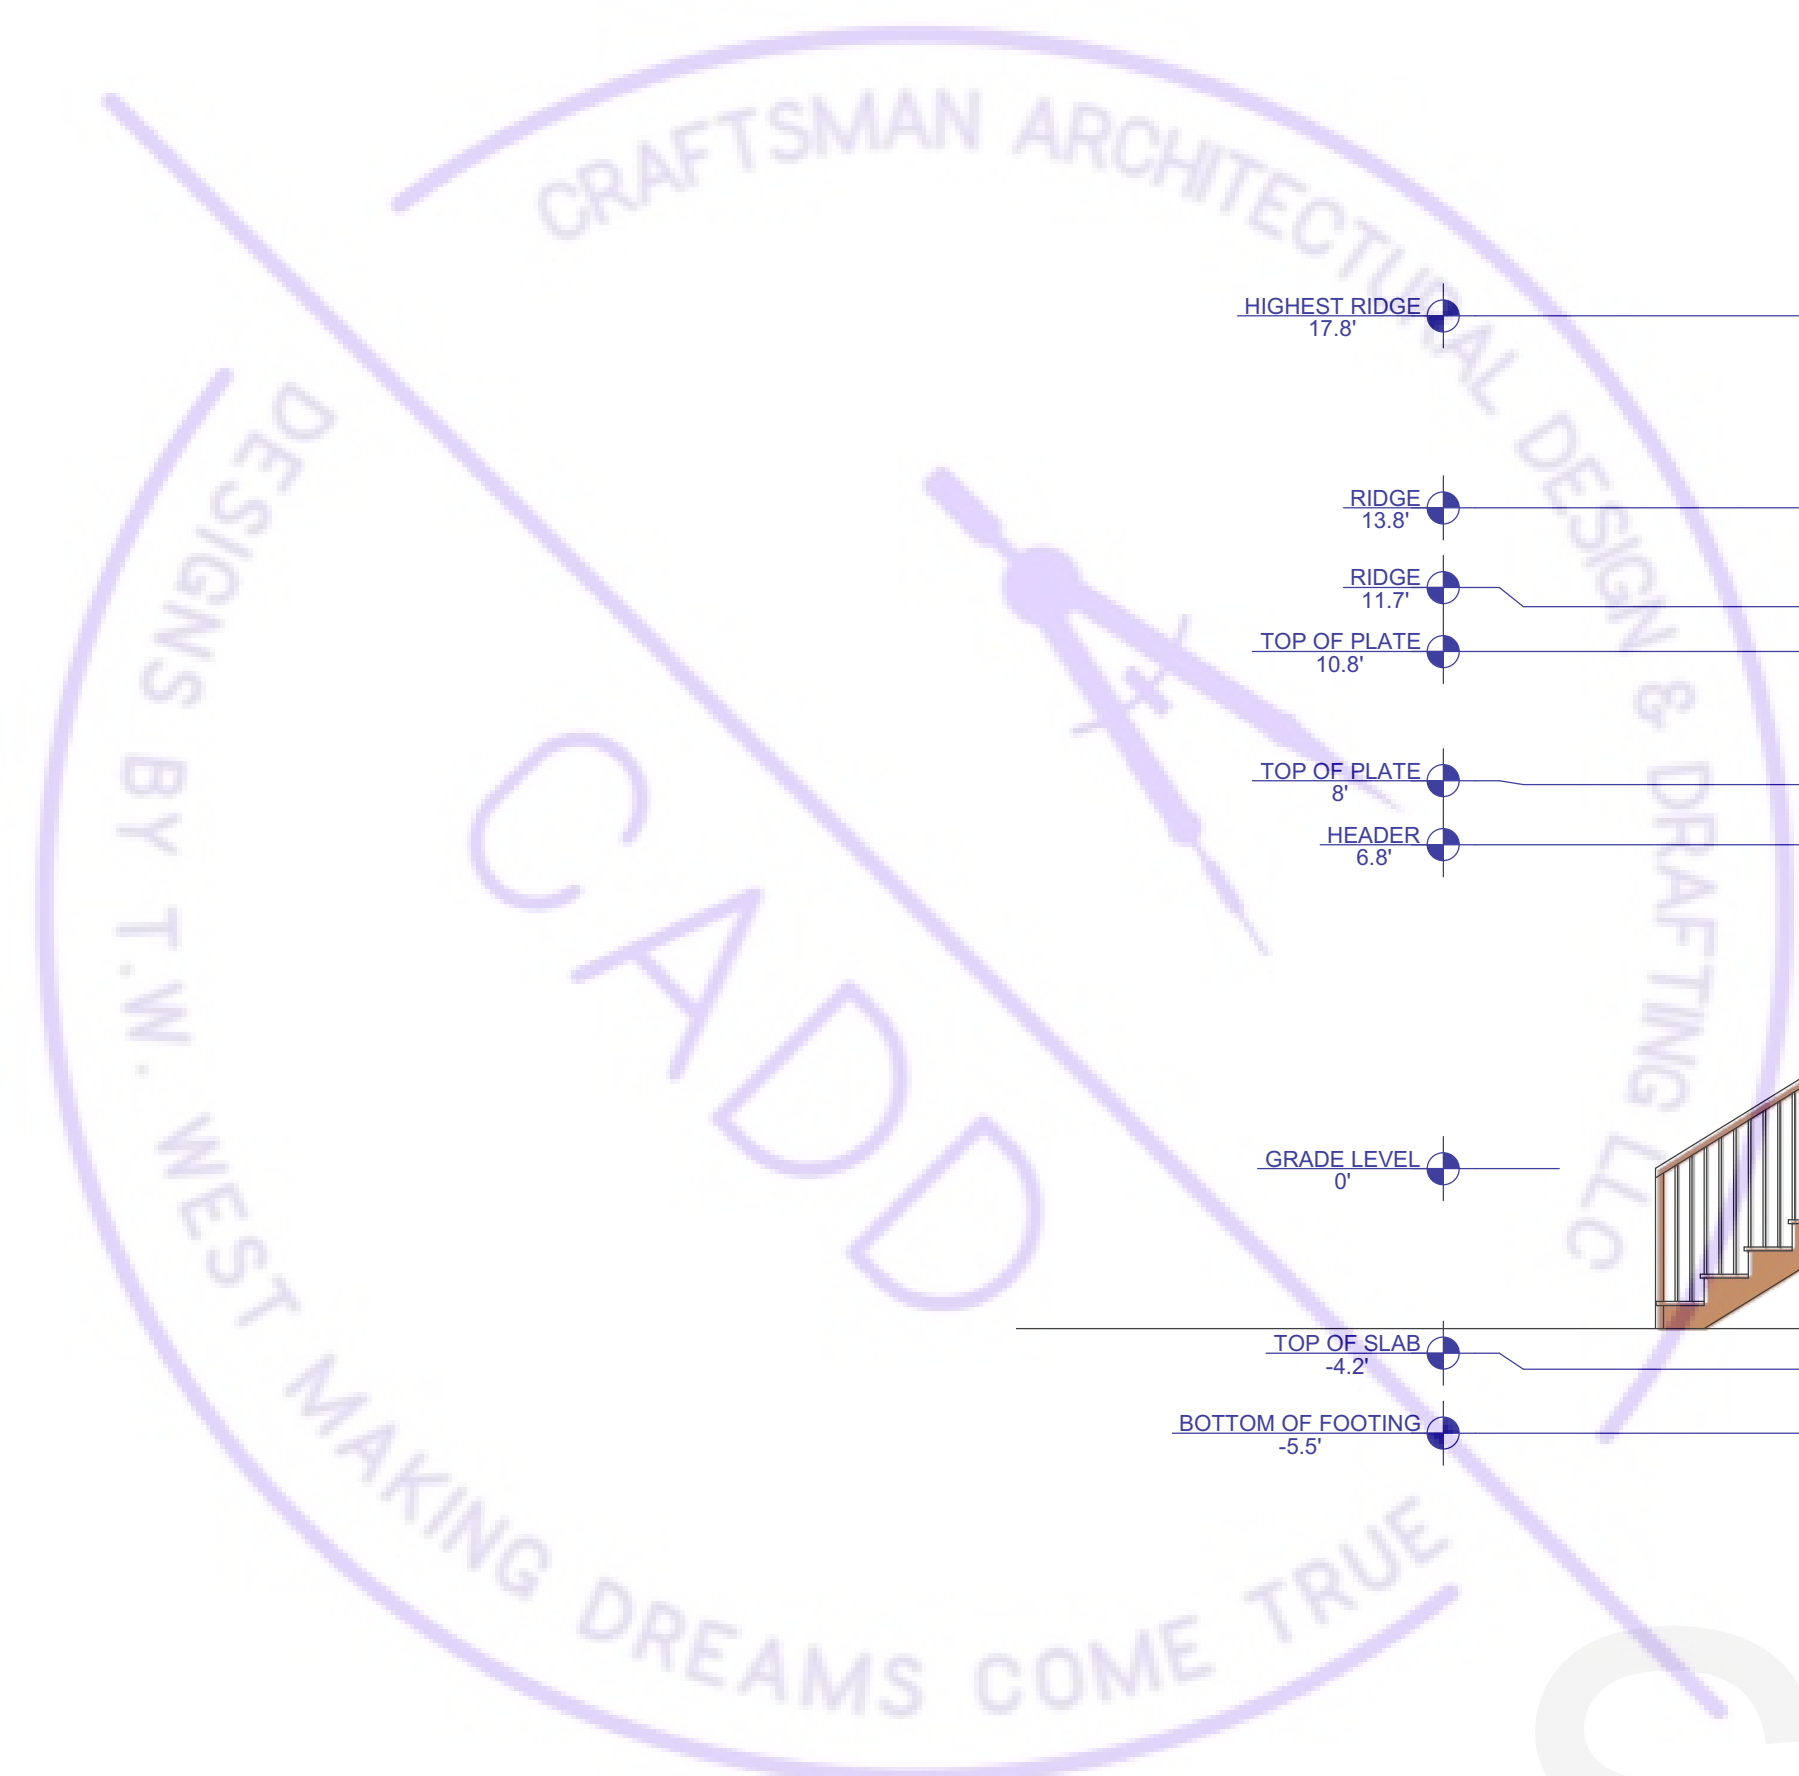 CRAFTSMAN ARCHITECTURAL DESIGN & DRAFTING LLC
DESIGNS BY T.W. WEST MAKING DREAMS COME TRUE
CADD
HIGHEST RIDGE
17.8'
RIDGE
13.8'
RIDGE
11.7'
TOP OF PLATE
10.8'
TOP OF PLATE
8'
HEADER
6.8'
GRADE LEVEL
0'
TOP OF SLAB
-4.2'
BOTTOM OF FOOTING
-5.5'